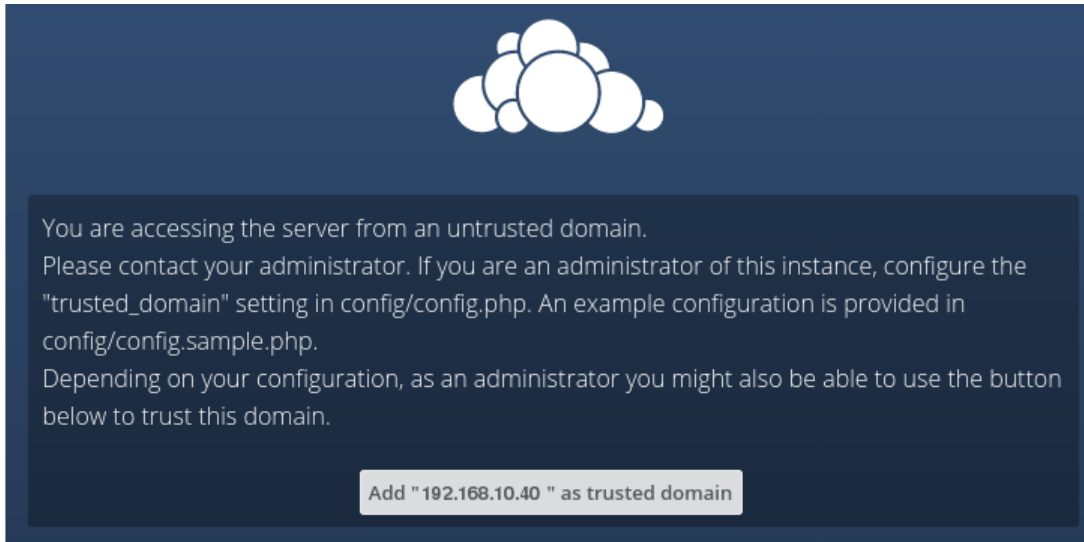 You are accessing the server from an untrusted domain.
Please contact your administrator. If you are an administrator of this instance, configure the
"trusted_domain" setting in config/config.php. An example configuration is provided in
config/config.sample.php.
Depending on your configuration, as an administrator you might also be able to use the button
below to trust this domain.
Add "192.168.10.40 " as trusted domain